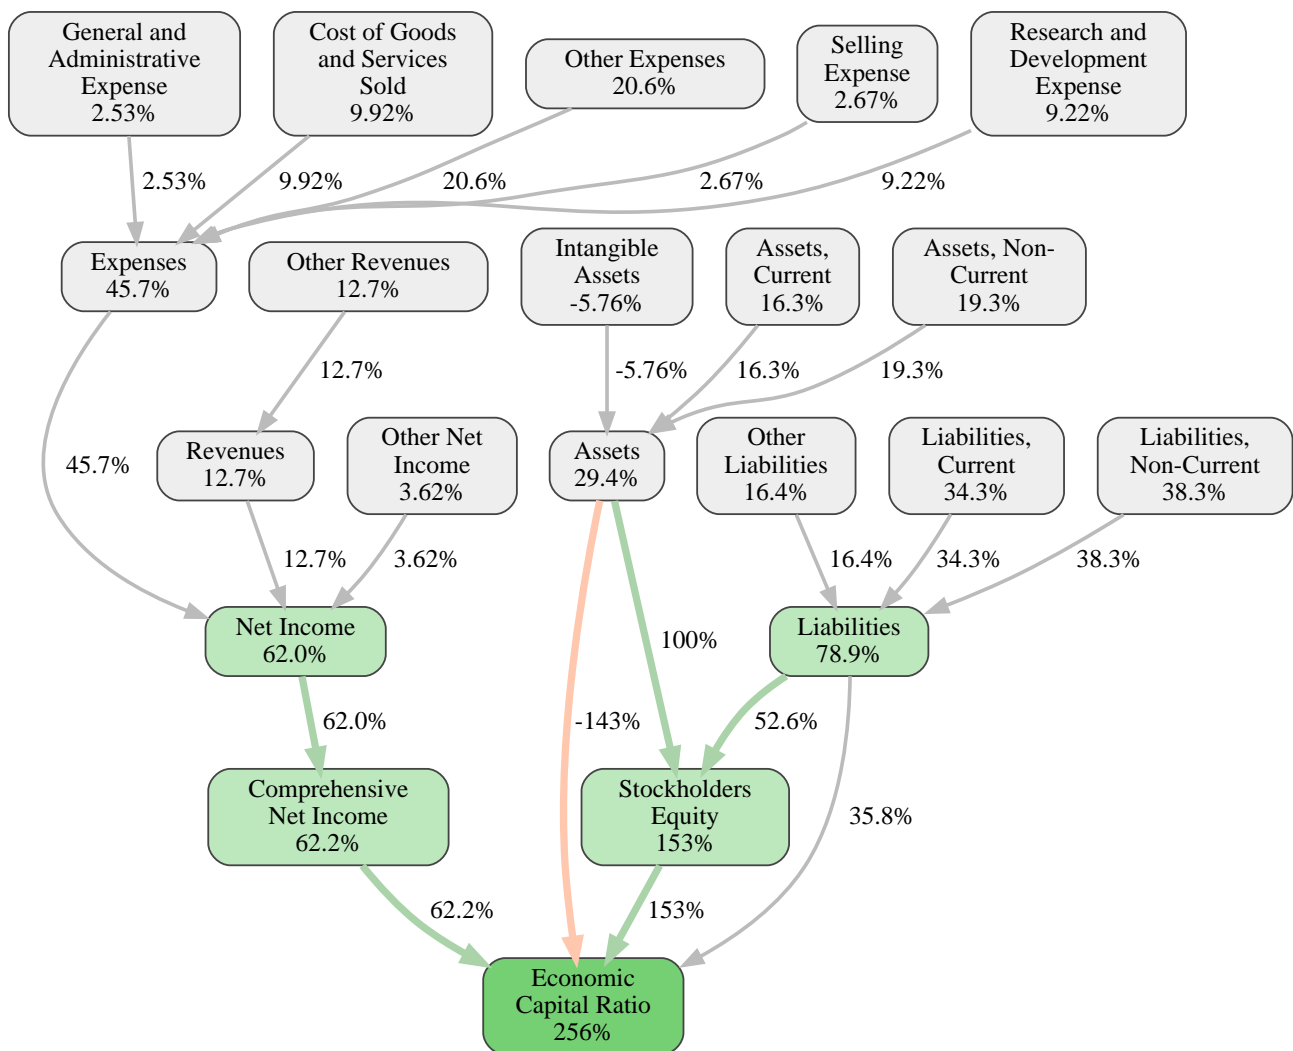 General and
Administrative
Expense
2.53%
Cost of Goods
and Services
Sold
9.92%
Other Expenses
20.6%
Selling
Expense
2.67%
Research and
Development
Expense
9.22%
2.53%
9.92%
20.6%
2.67%
9.22%
Expenses
45.7%
Other Revenues
12.7%
Intangible
Assets
-5.76%
Assets,
Current
16.3%
Assets, Non-
Current
19.3%
12.7%
-5.76%
16.3%
19.3%
45.7%
Revenues
12.7%
Other Net
Income
3.62%
Assets
29.4%
Other
Liabilities
16.4%
Liabilities,
Current
34.3%
Liabilities,
Non-Current
38.3%
12.7%
3.62%
16.4%
34.3%
38.3%
Net Income
62.0%
100%
Liabilities
78.9%
62.0%
-143%
52.6%
Comprehensive
Net Income
62.2%
Stockholders
Equity
153%
35.8%
62.2%
153%
Economic
Capital Ratio
256%